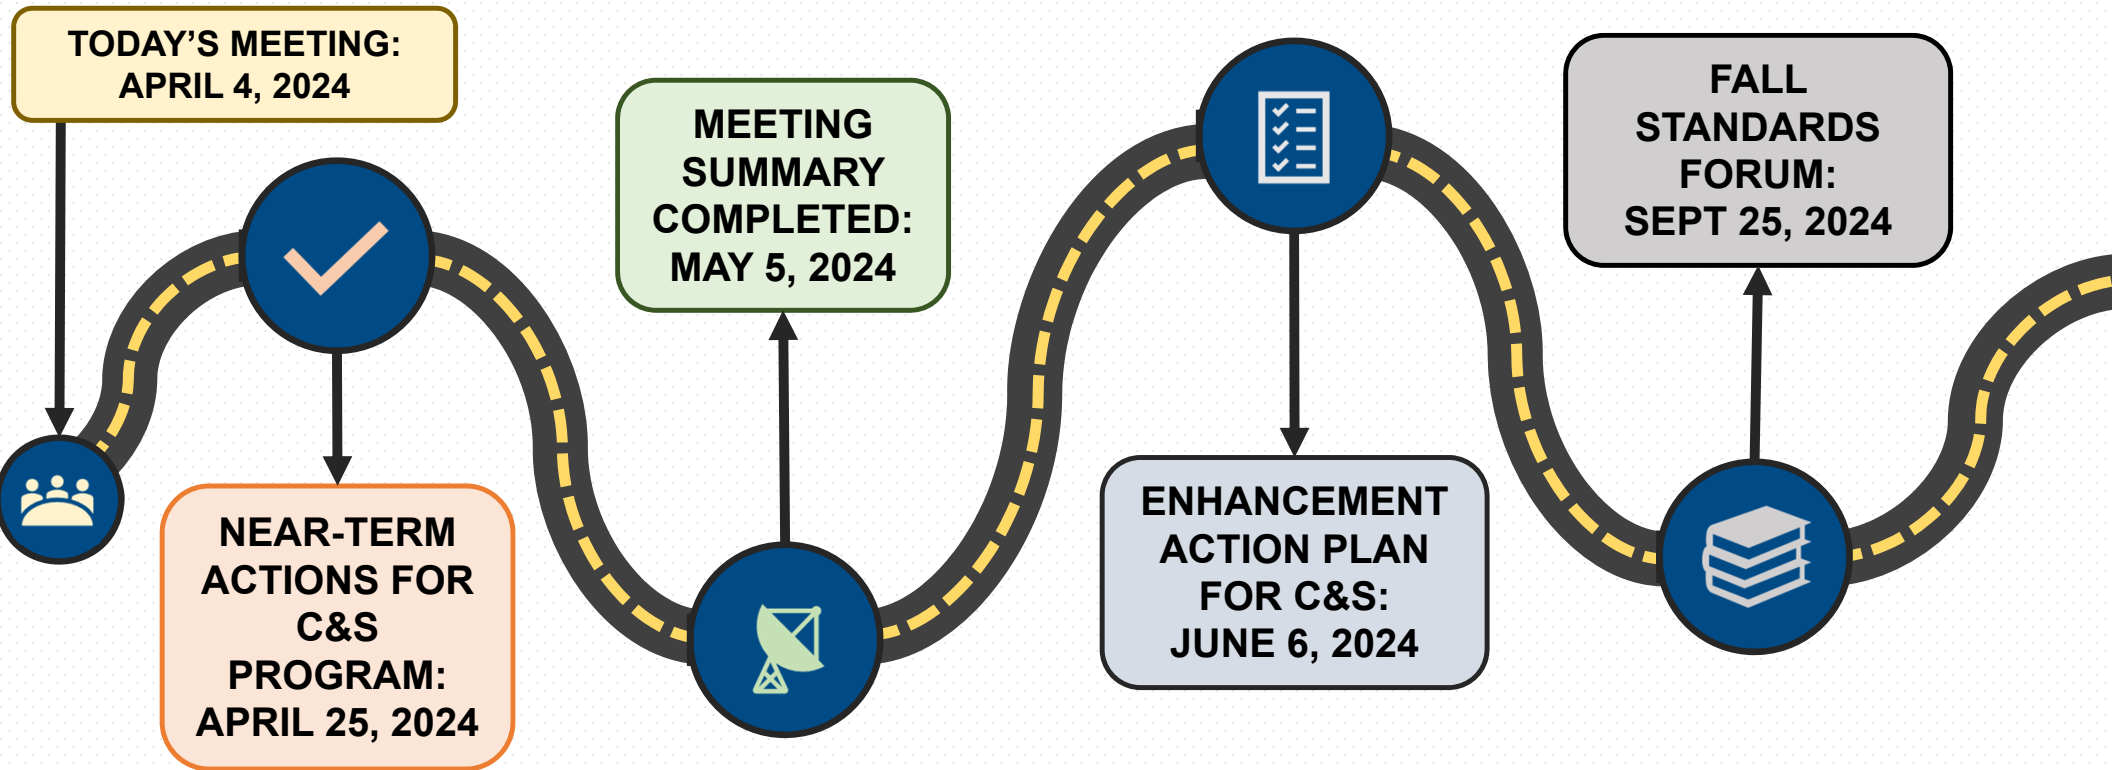 TODAY'S MEETING:
APRIL 4, 2024
NEAR-TERM
ACTIONS FOR
C&S
PROGRAM:
APRIL 25, 2024
MEETING
SUMMARY
COMPLETED:
MAY 5, 2024
ENHANCEMENT
ACTION PLAN
FOR C&S:
JUNE 6, 2024
FALL
STANDARDS
FORUM:
SEPT 25, 2024